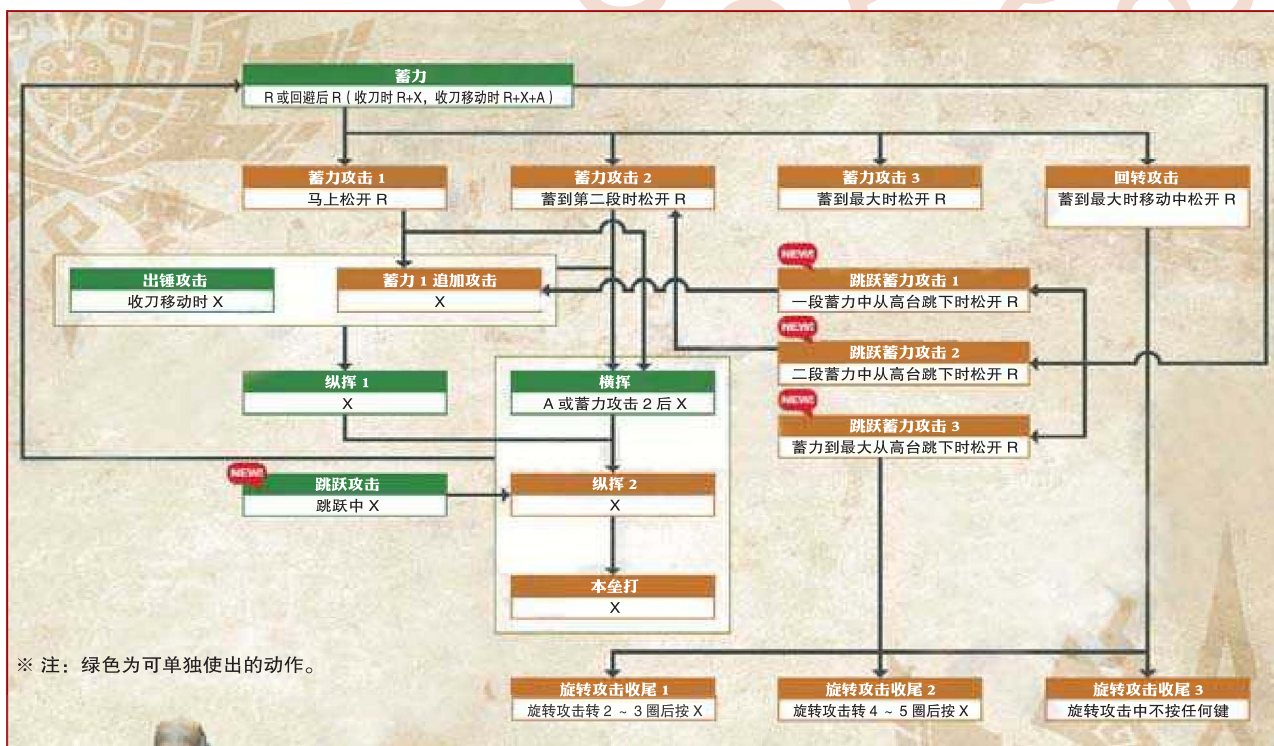 蓄力
R或回避后R(收刀时R+X,收刀移动时R+X+A)
蓄力攻击 1
马上松开 R
蓄力攻击 2
蓄到第二段时松开 R
蓄力攻击 3
蓄到最大时松开 R
回转攻击
蓄到最大时移动中松开 R
出锤攻击
收刀移动时 X
蓄力 1 追加攻击
X
NEW!
跳跃蓄力攻击 1
一段蓄力中从高台跳下时松开 R
NEW!
跳跃蓄力攻击 2
二段蓄力中从高台跳下时松开 R
纵挥 1
X
横挥
A 或蓄力攻击 2 后 X
NEW!
跳跃蓄力攻击 3
蓄力到最大从高台跳下时松开 R
NEW!
跳跃攻击
跳跃中 X
纵挥 2
X
本垒打
X
※ 注:绿色为可单独使出的动作。
旋转攻击收尾 1
旋转攻击转 2 ~ 3 圈后按 X
旋转攻击收尾 2
旋转攻击转 4 ~ 5 圈后按 X
旋转攻击收尾 3
旋转攻击中不按任何键